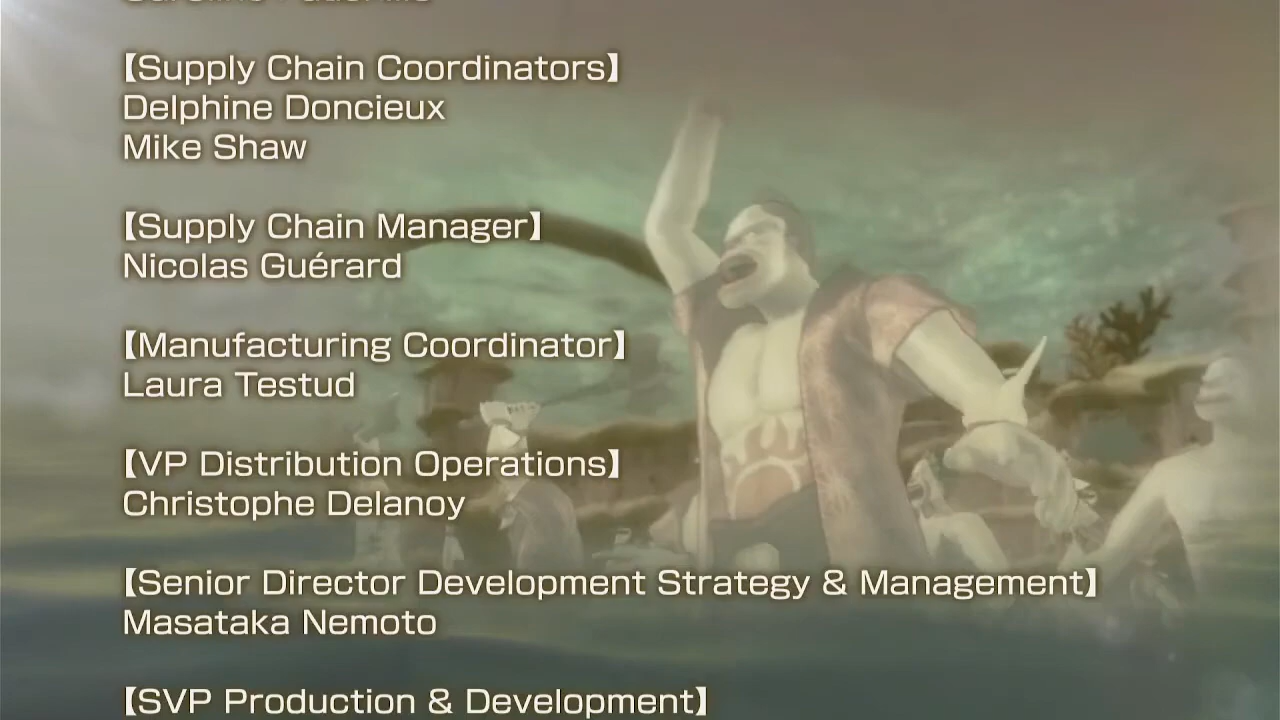 【Supply Chain Coordinators】
Delphine Doncieux
Mike Shaw
【Supply Chain Manager】
Nicolas Guérard
【Manufacturing Coordinator】
Laura Testud
【VP Distribution Operations】
Christophe Delanoy
【Senior Director Development Strategy & Management】
Masataka Nemoto
【SVP Production & Development】